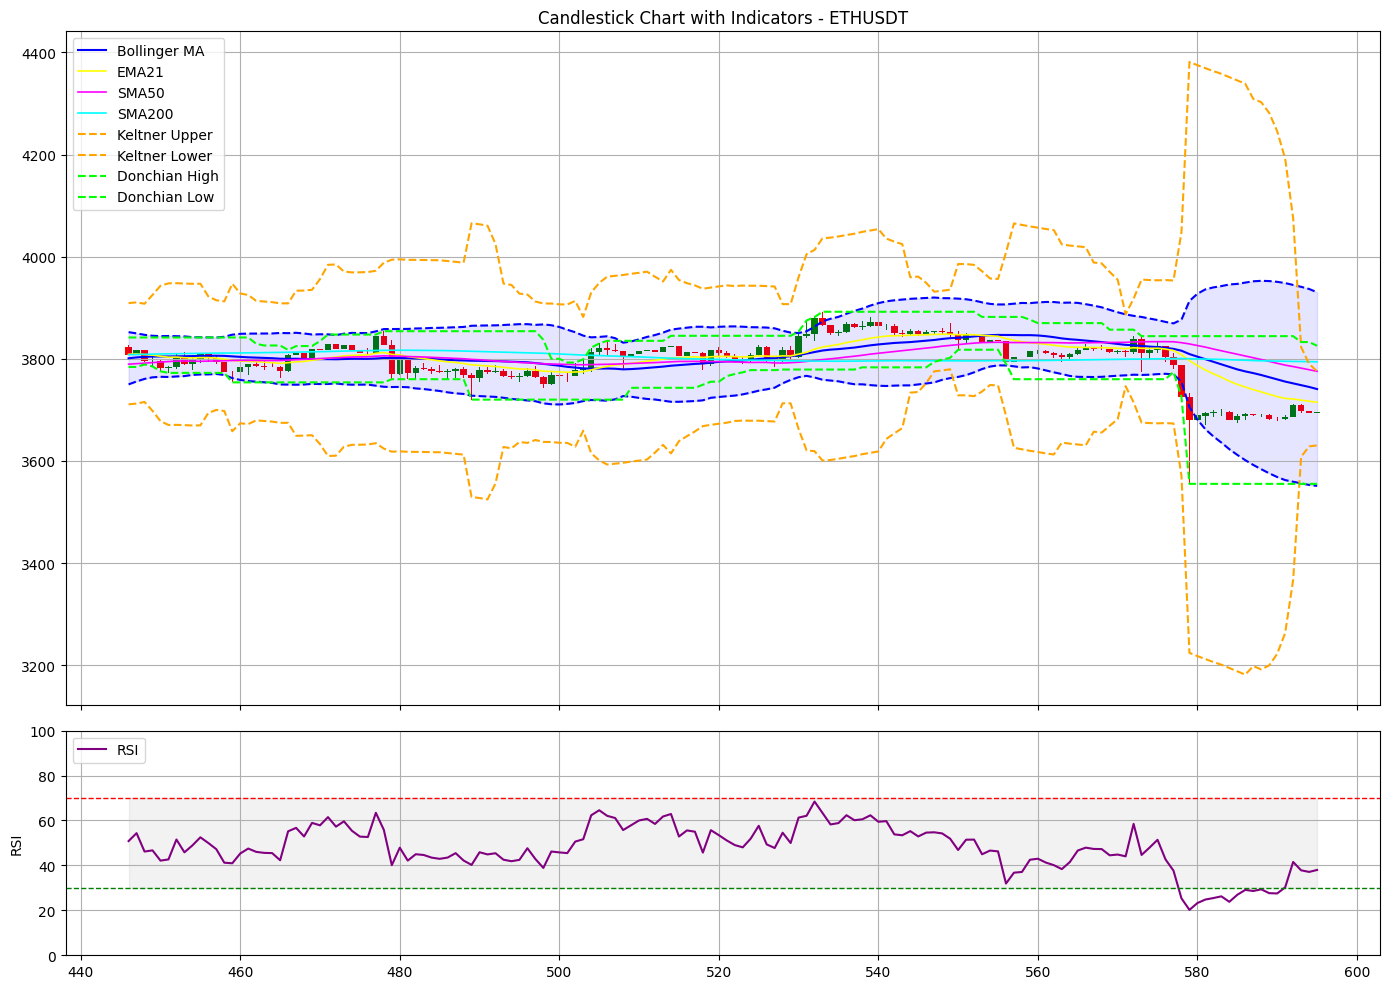 Candlestick Chart with Indicators - ETHUSDT
4400
4200
4000
3800
3600
3400
3200
Bollinger MA
EMA21
SMA50
SMA200
Keltner Upper
Keltner Lower
Donchian High
Donchian Low
RSI
100
80
60
40
20
0
RSI
440 460 480 500 520 540 560 580 600